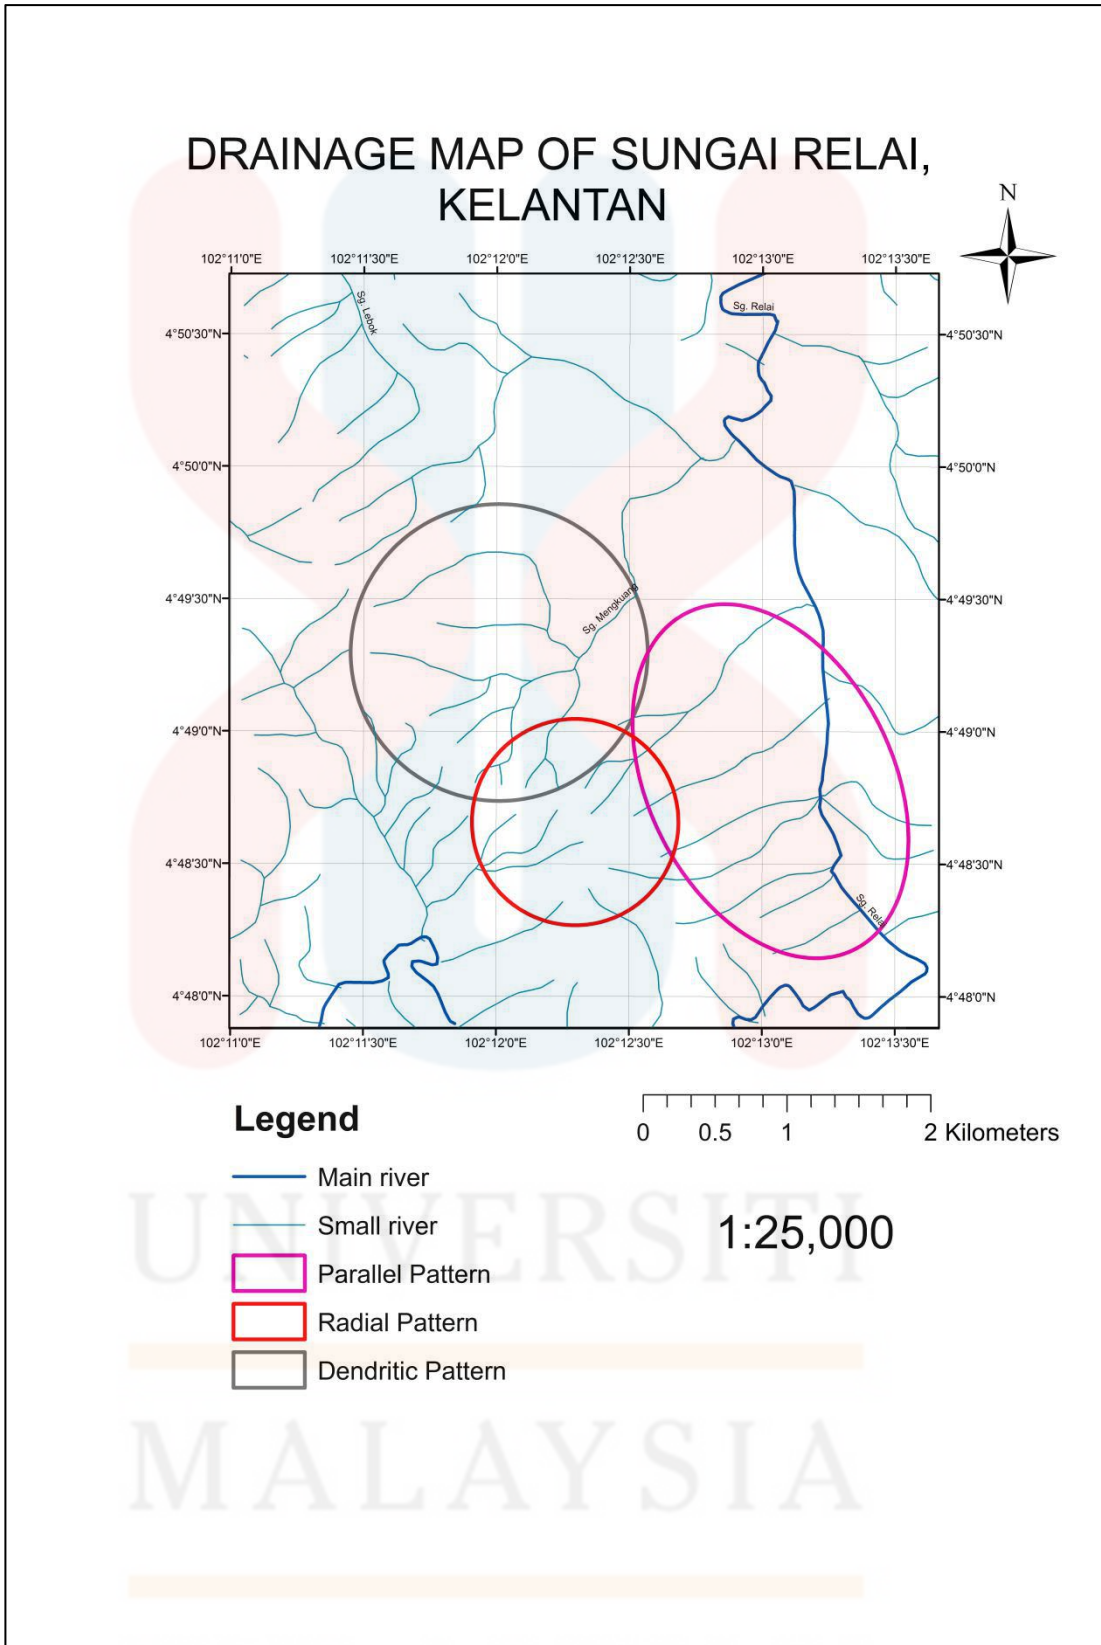 DRAINAGE MAP OF SUNGAI RELAI,
KELANTAN
N
102°11'0"E 102°11'30"E 102°12'0"E 102°12'30"E 102°13'0"E 102°13'30"E
Sg. Lebok
Sg. Relai
4°50'30"N 4°50'30"N
4°50'0"N 4°50'0"N
4°49'30"N 4°49'30"N
Sg. Mengkuang
4°49'0"N 4°49'0"N
4°48'30"N 4°48'30"N
Sg. Relai
4°48'0"N 4°48'0"N
102°11'0"E 102°11'30"E 102°12'0"E 102°12'30"E 102°13'0"E 102°13'30"E
Legend
0 0.5 1 2 Kilometers
Main river
Small river
1:25,000
Parallel Pattern
Radial Pattern
Dendritic Pattern
UNIVERSITI
MALAYSIA